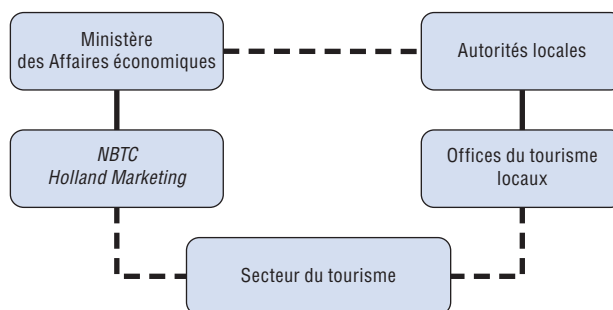 Ministère
des Affaires économiques
Autorités locales
NBTC
Holland Marketing
Offices du tourisme
locaux
Secteur du tourisme